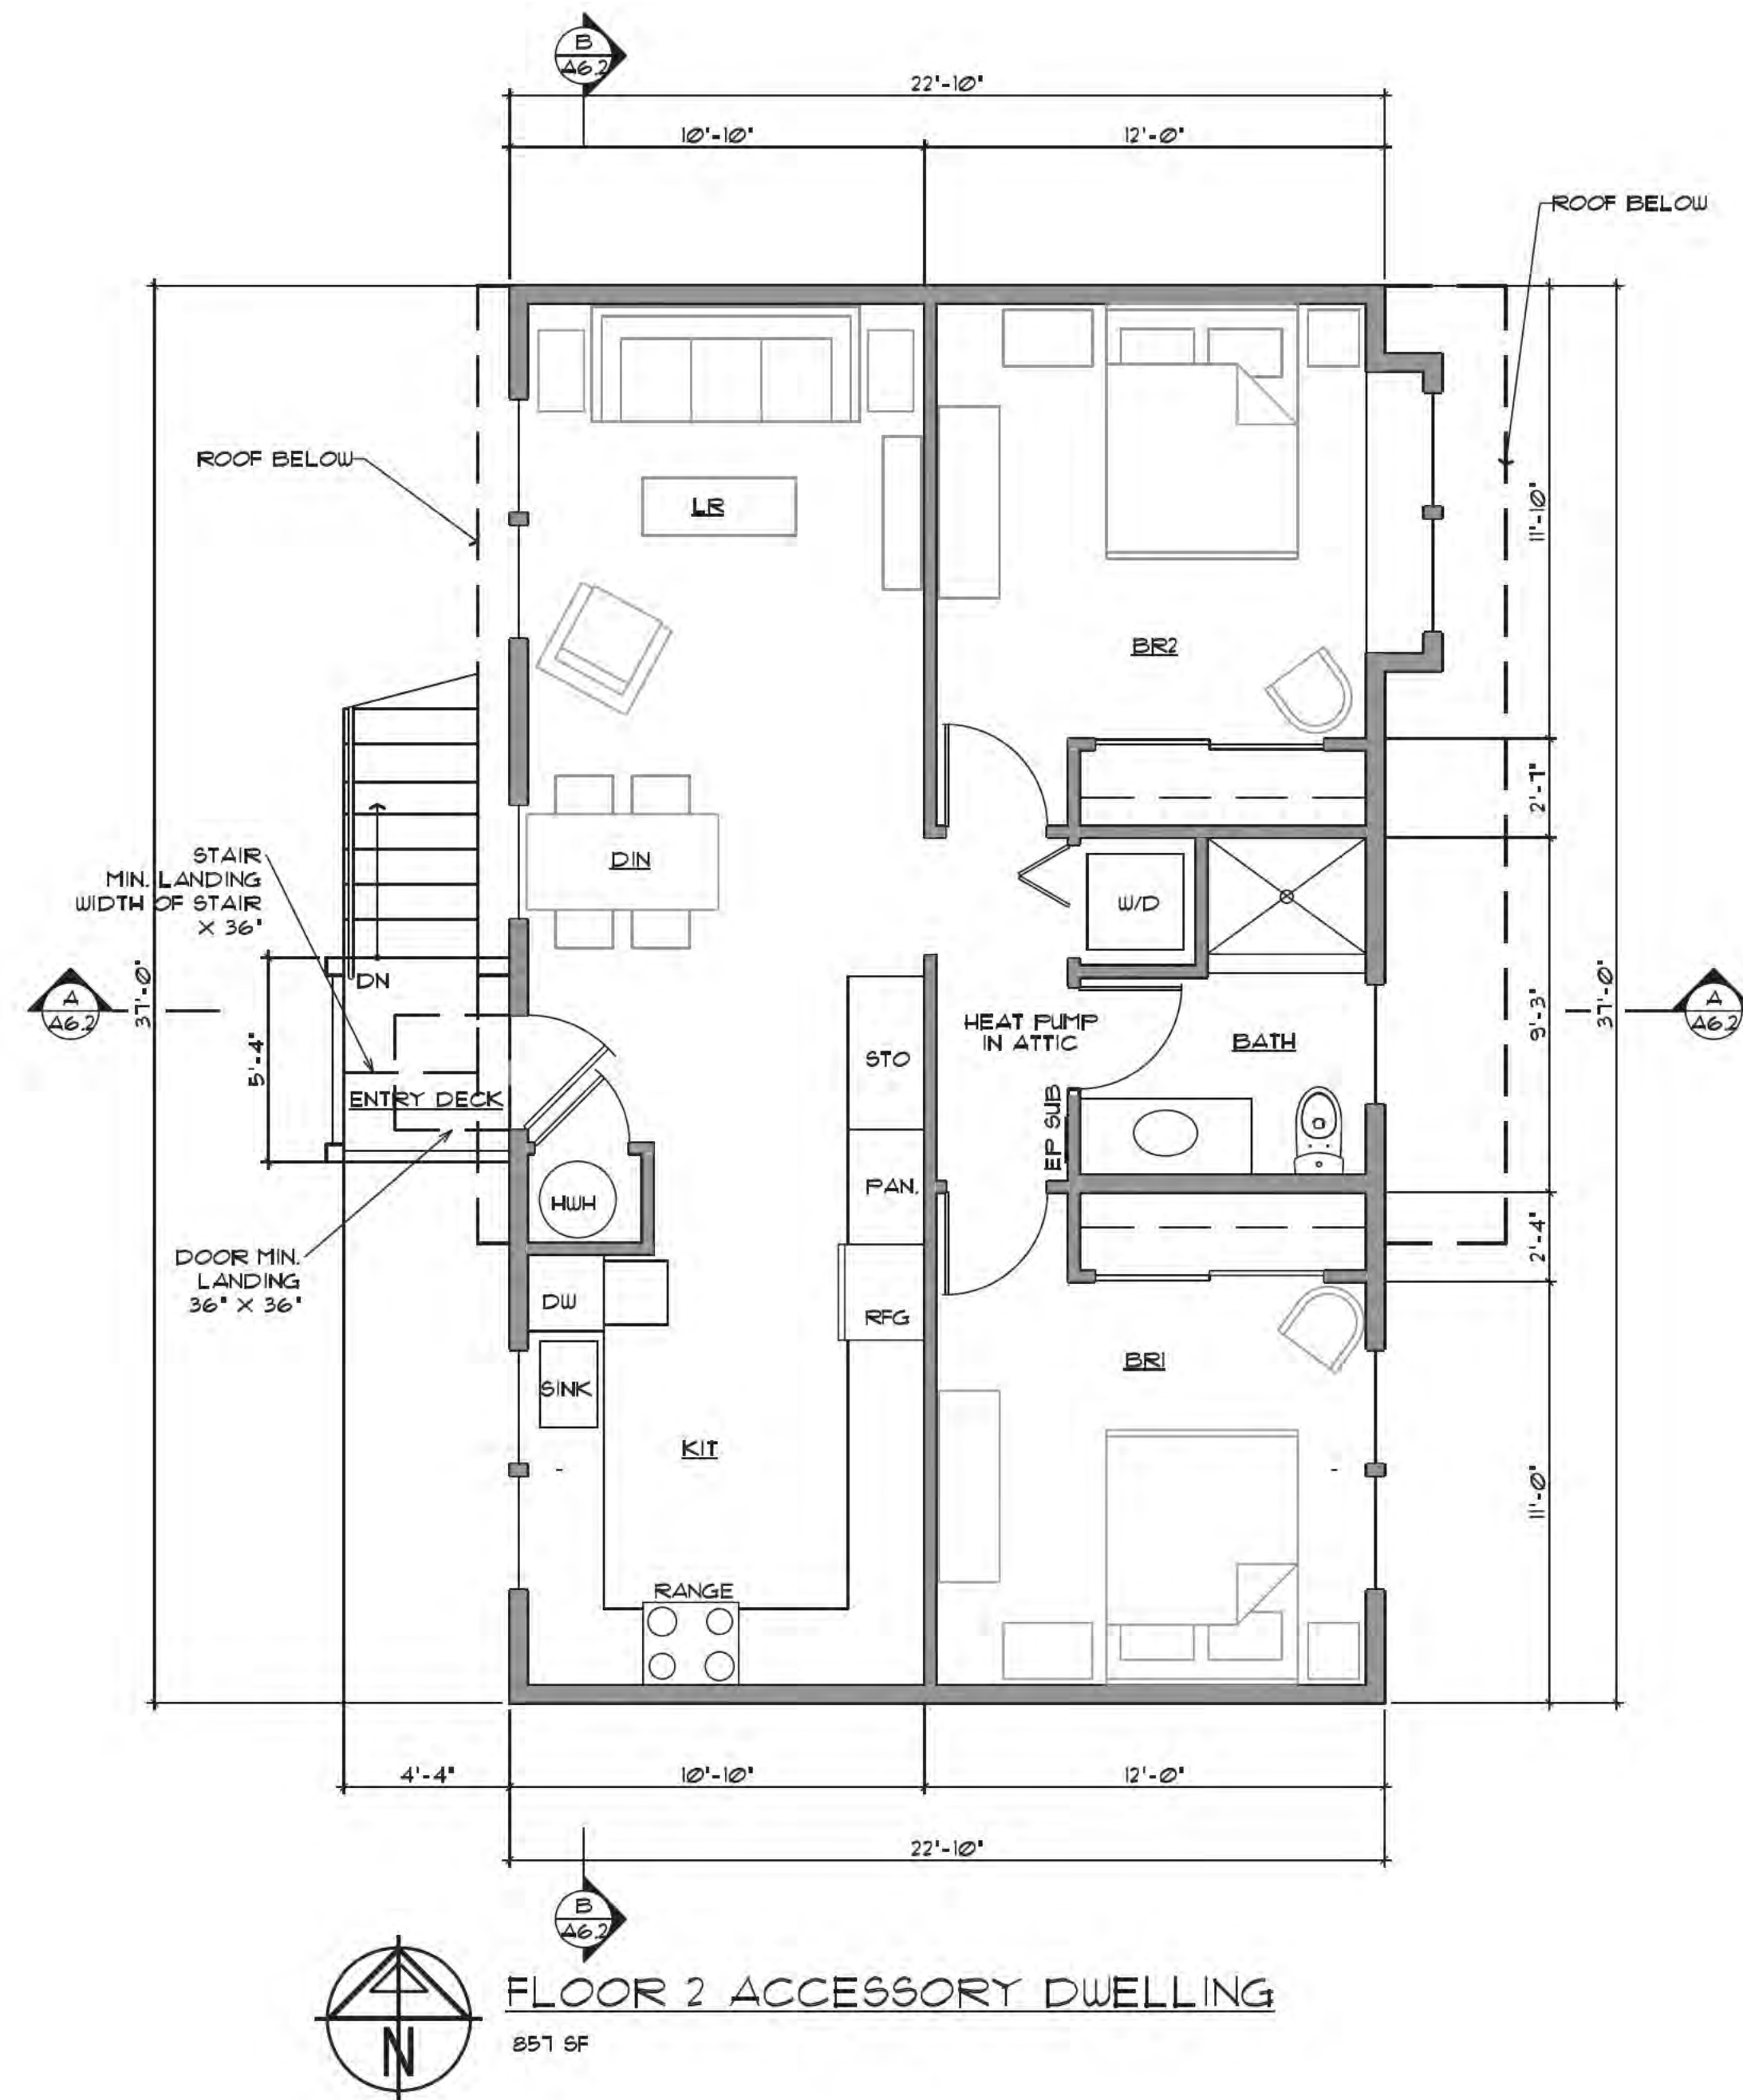 B
A6.2
22'-10"
10'-10"
12'-0"
ROOF BELOW
ROOF BELOW
LR
11'-10"
BR2
2'-7"
STAIR
MIN. LANDING
WIDTH OF STAIR
X 36"
DIN
W/D
DN
A
A6.2
37'-0"
5'-4"
HEAT PUMP
IN ATTIC
BATH
9'-3"
37'-0"
A
A6.2
STO
ENTRY DECK
EP SUB
PAN.
HWH
DOOR MIN.
LANDING
36" X 36"
2'-4"
DW
RFG
SINK
BR1
KIT
11'-0"
RANGE
4'-4"
10'-10"
12'-0"
22'-10"
B
A6.2
N
FLOOR 2 ACCESSORY DWELLING
857 SF